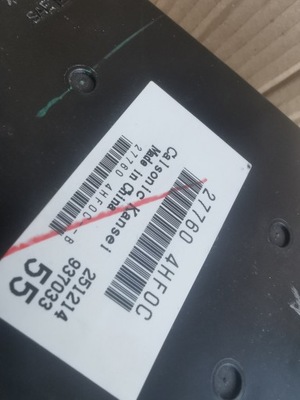 Calsonic Kansei
Made in China
27760 4HF0C -B
27760 4HF0C
251214
937033
55